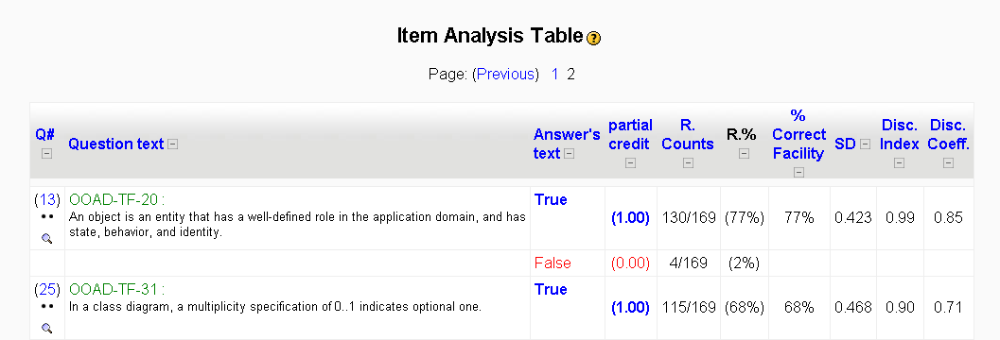 Item Analysis Table ?
Page: (Previous) 1 2
Q# Question text Answer's text partial credit R. Counts R.% % Correct Facility SD Disc. Index Disc. Coeff.
(13) OOAD-TF-20 : True
An object is an entity that has a well-defined role in the application domain, and has (1.00) 130/169 (77%) 77% 0.423 0.99 0.85
state, behavior, and identity.
False (0.00) 4/169 (2%)
(25) OOAD-TF-31 : True
In a class diagram, a multiplicity specification of 0..1 indicates optional one. (1.00) 115/169 (68%) 68% 0.468 0.90 0.71